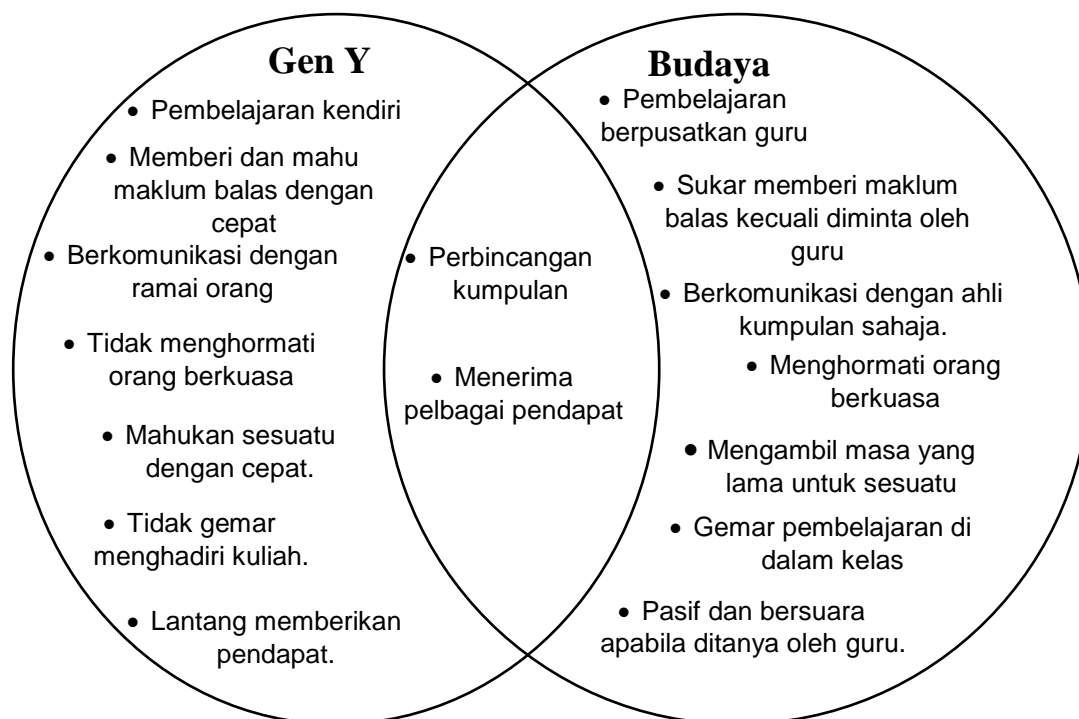 Gen Y
• Pembelajaran kendiri
• Memberi dan mahu
maklum balas dengan
cepat
• Berkomunikasi dengan
ramai orang
• Tidak menghormati
orang berkuasa
• Mahukan sesuatu
dengan cepat.
• Tidak gemar
menghadiri kuliah.
• Lantang memberikan
pendapat.
• Perbincangan
kumpulan
• Menerima
pelbagai pendapat
Budaya
• Pembelajaran
berpusatkan guru
• Sukar memberi maklum
balas kecuali diminta oleh
guru
• Berkomunikasi dengan ahli
kumpulan sahaja.
• Menghormati orang
berkuasa
• Mengambil masa yang
lama untuk sesuatu
• Gemar pembelajaran di
dalam kelas
• Pasif dan bersuara
apabila ditanya oleh guru.